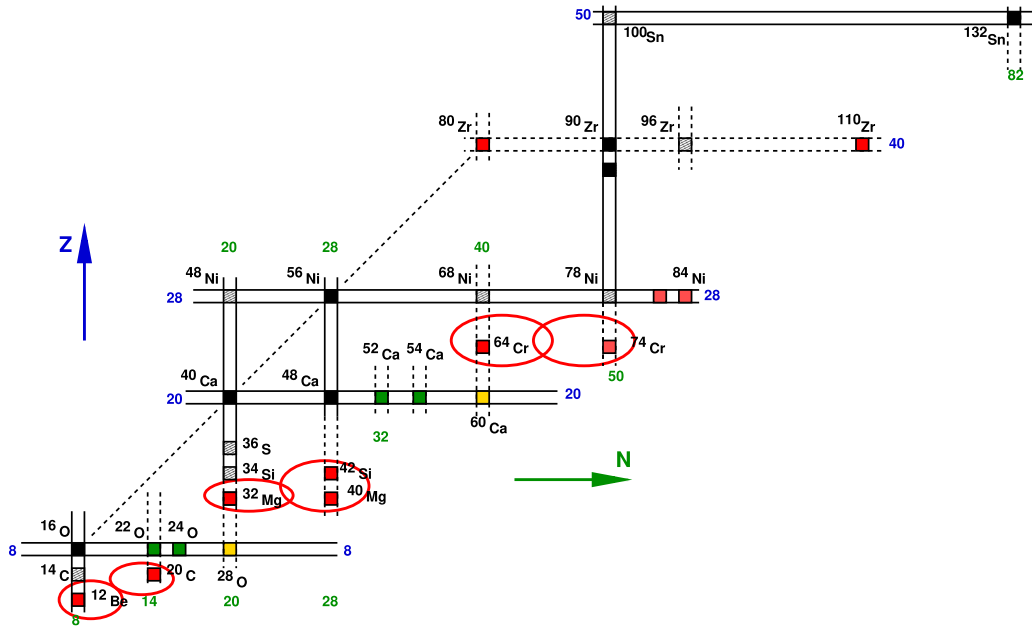 50
100Sn
132Sn
82
80Zr
90Zr
96Zr
110Zr
40
Z
20
28
40
48Ni
56Ni
68Ni
78Ni
84Ni
28
28
64Cr
74Cr
52Ca
54Ca
50
40Ca
48Ca
20
20
60Ca
32
36S
N
34Si
42Si
32Mg
40Mg
16O
22O
24O
8
8
14C
20C
28O
12Be
14
20
28
8